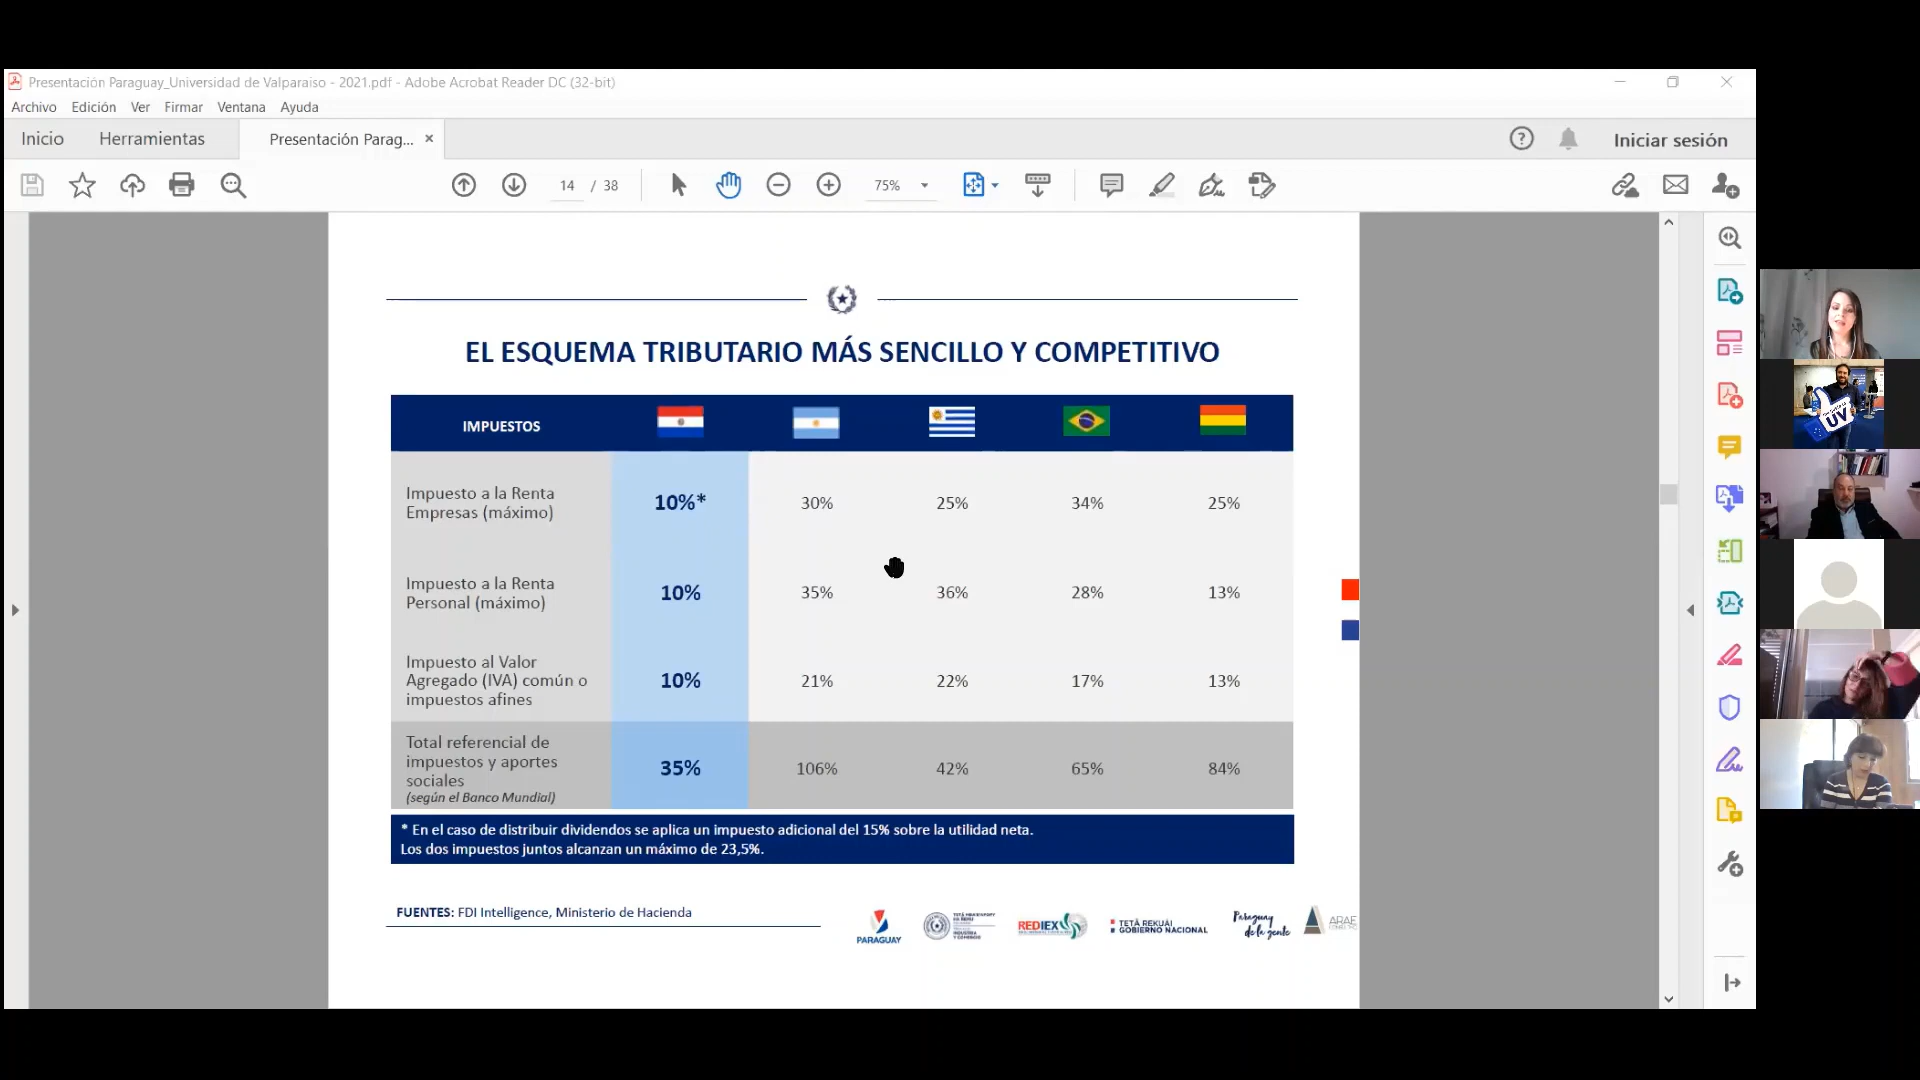 Presentación Paraguay_Universidad de Valparaiso - 2021.pdf - Adobe Acrobat Reader DC (32-bit)
Archivo Edición Ver Firmar Ventana Ayuda
Inicio Herramientas Presentación Parag... Iniciar sesión
14 / 38 75%
EL ESQUEMA TRIBUTARIO MÁS SENCILLO Y COMPETITIVO
IMPUESTOS
Impuesto a la Renta
Empresas (máximo)
10%* 30% 25% 34% 25%
Impuesto a la Renta
Personal (máximo)
10% 35% 36% 28% 13%
Impuesto al Valor
Agregado (IVA) común o
impuestos afines
10% 21% 22% 17% 13%
Total referencial de
impuestos y aportes
sociales
(según el Banco Mundial)
35% 106% 42% 65% 84%
* En el caso de distribuir dividendos se aplica un impuesto adicional del 15% sobre la utilidad neta.
Los dos impuestos juntos alcanzan un máximo de 23,5%.
FUENTES: FDI Intelligence, Ministerio de Hacienda
PARAGUAY
REDIEX
TETÃ REKUÁI
GOBIERNO NACIONAL
Paraguay
de la gente
ARAE
UV